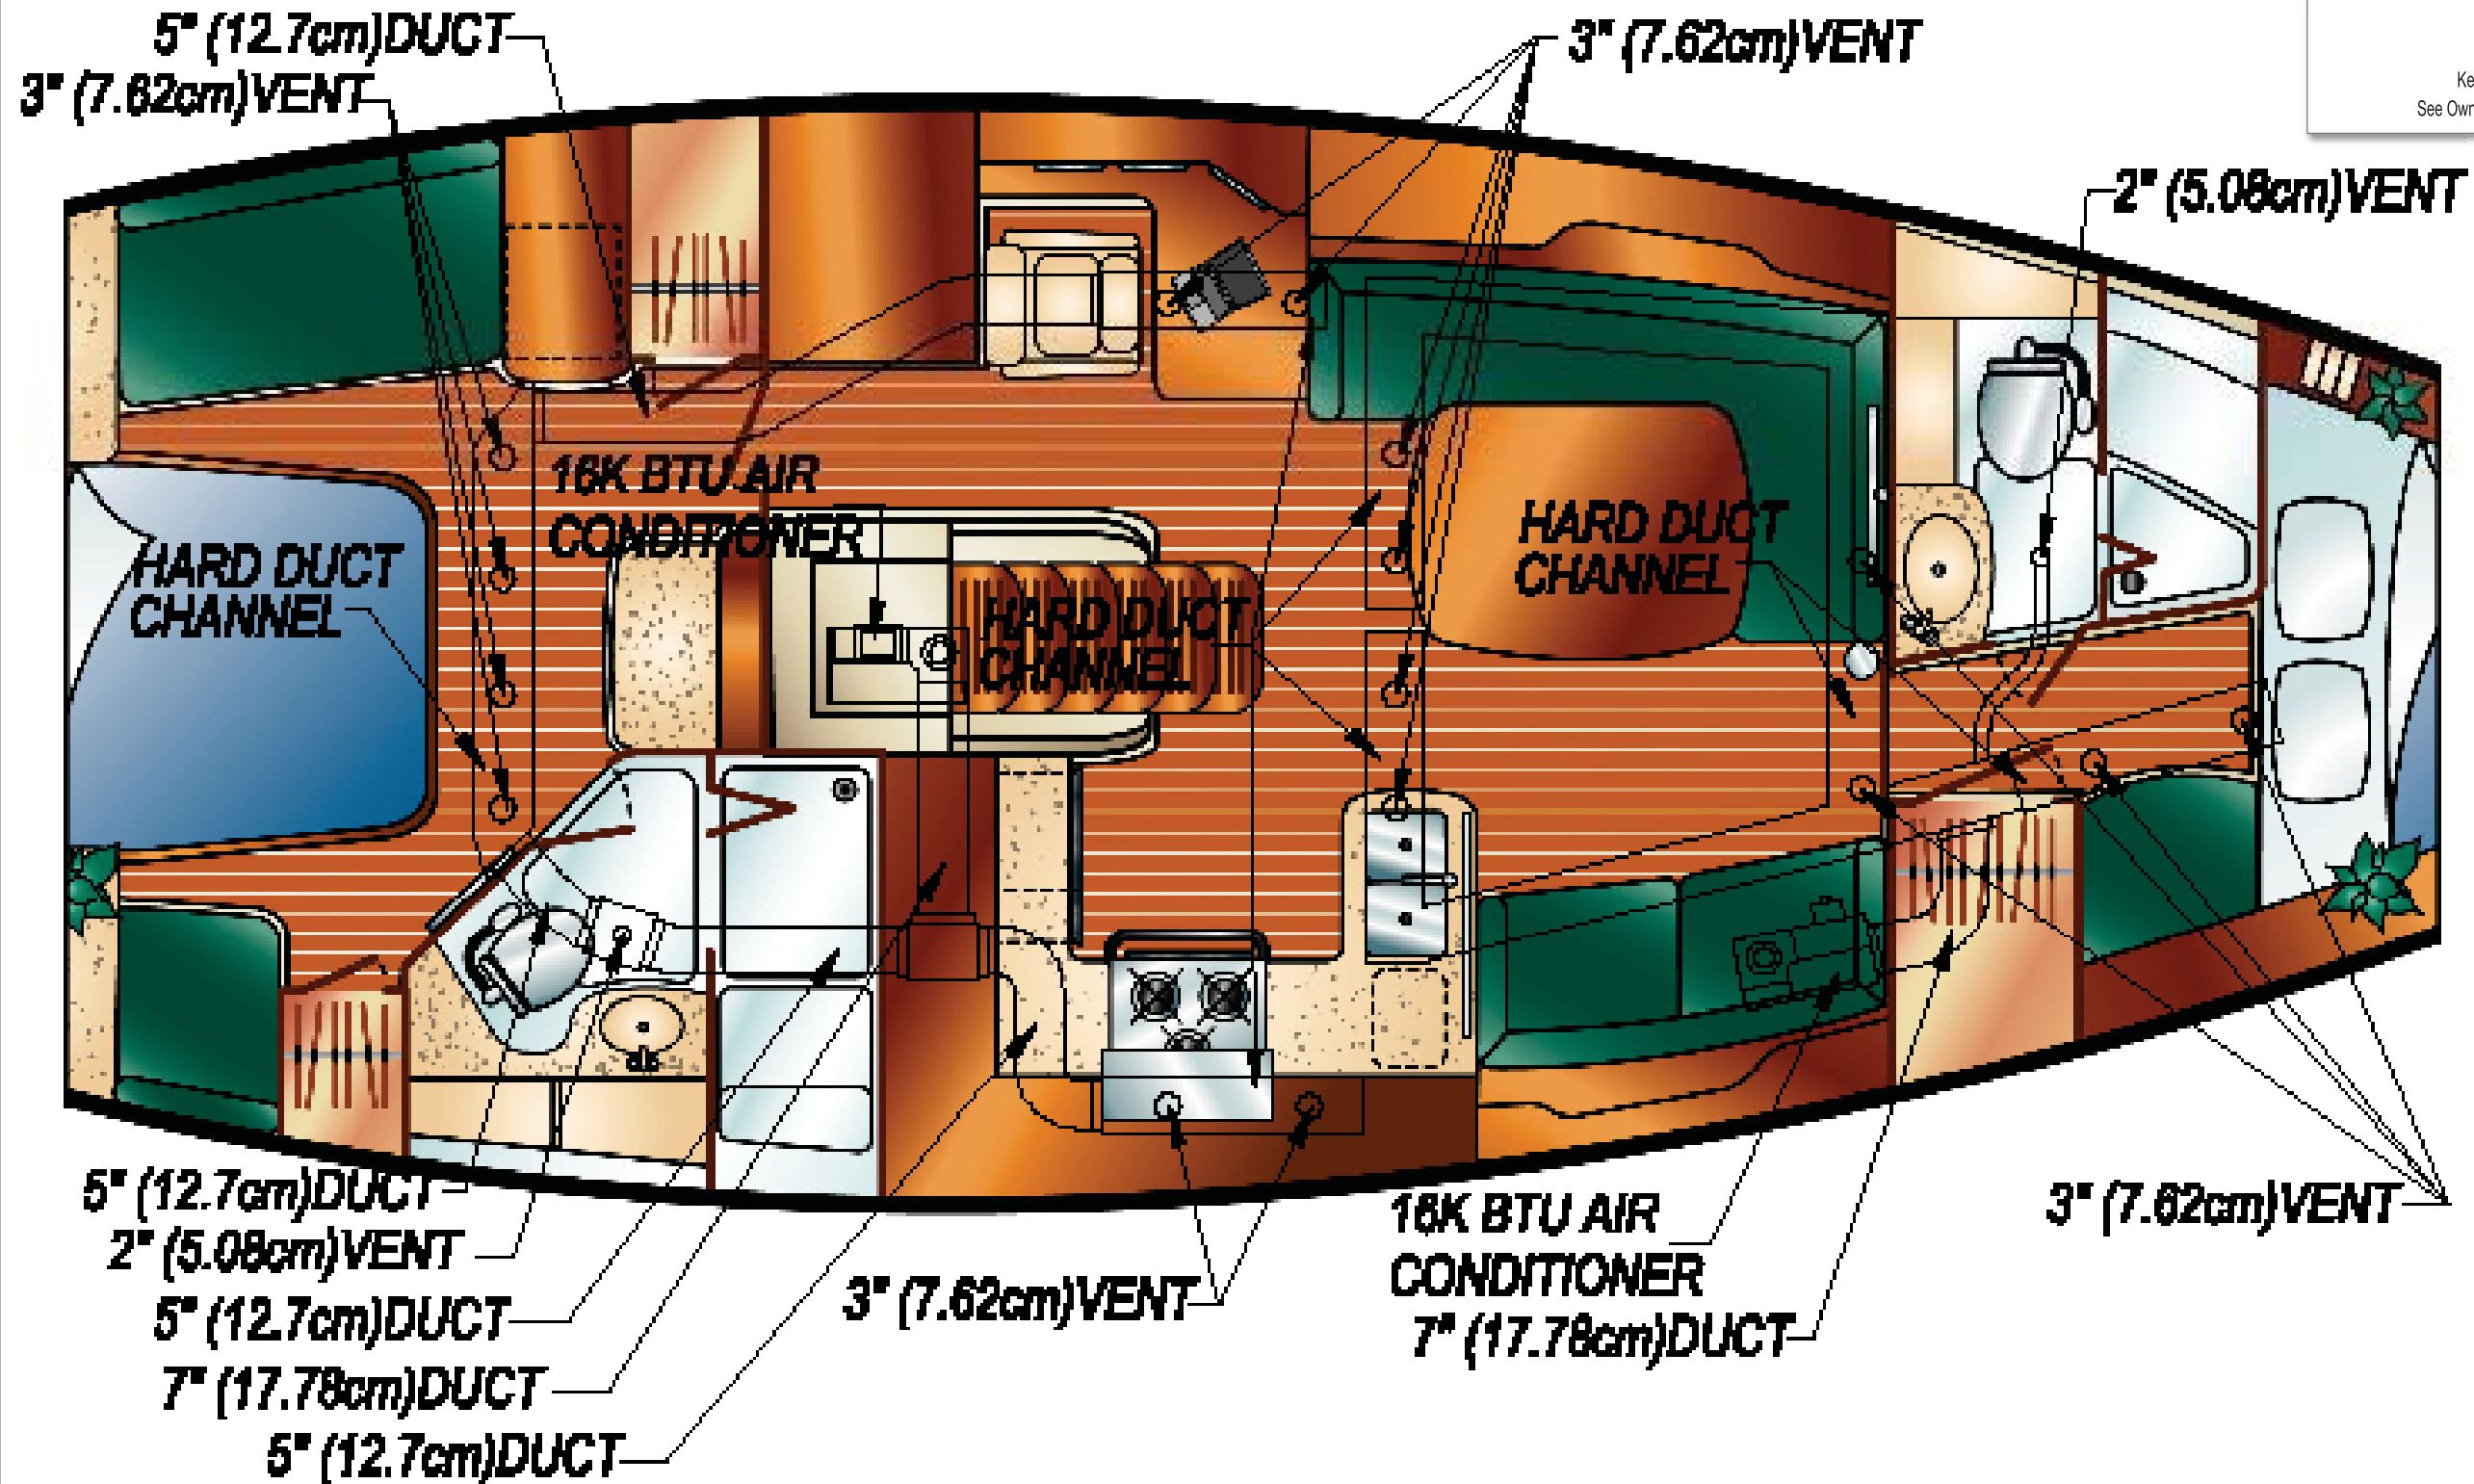 5" (12.7cm)DUCT
3" (7.62cm)VENT
3" (7.62cm)VENT
Ke
See Own
2" (5.08cm)VENT
16K BTU AIR
CONDITIONER
HARD DUCT
CHANNEL
HARD DUCT
CHANNEL
HARD DUCT
CHANNEL
5" (12.7cm)DUCT
2" (5.08cm)VENT
5" (12.7cm)DUCT
7" (17.78cm)DUCT
5" (12.7cm)DUCT
3" (7.62cm)VENT
16K BTU AIR
CONDITIONER
7" (17.78cm)DUCT
3" (7.62cm)VENT